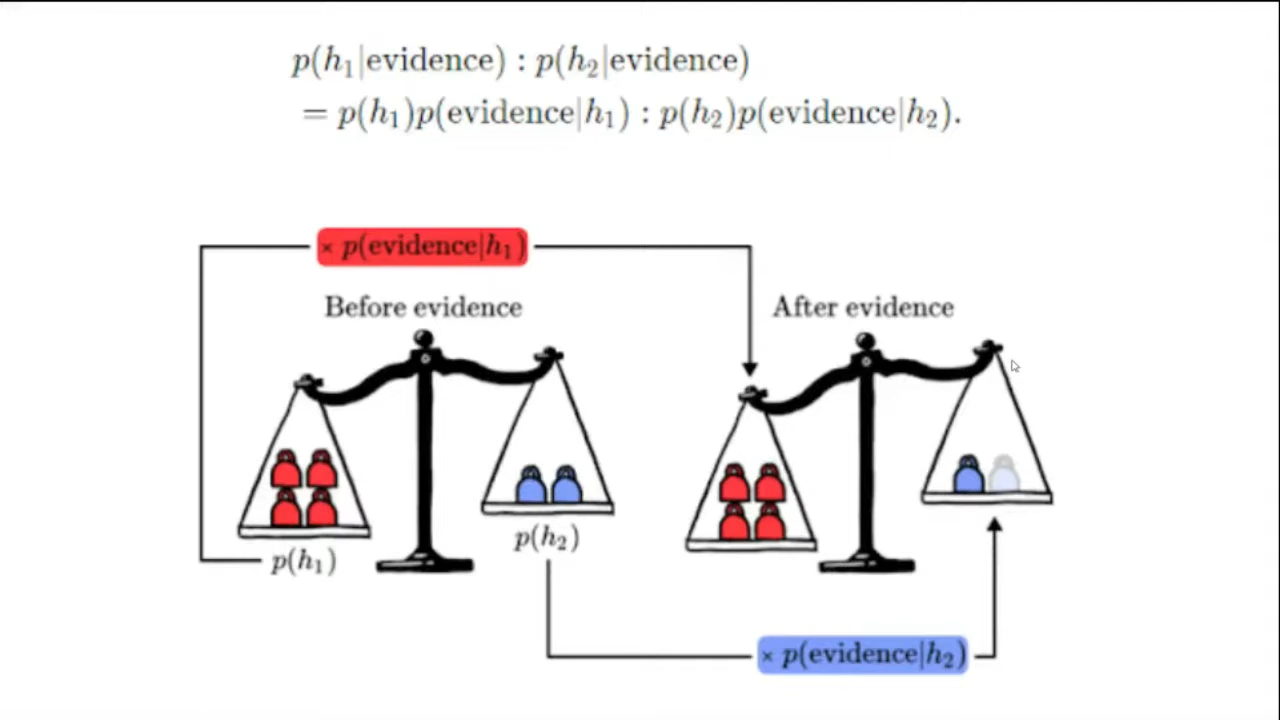 p(h₁|evidence) : p(h₂|evidence)
= p(h₁)p(evidence|h₁) : p(h₂)p(evidence|h₂).
× p(evidence|h₁)
Before evidence
After evidence
p(h₁)
p(h₂)
× p(evidence|h₂)